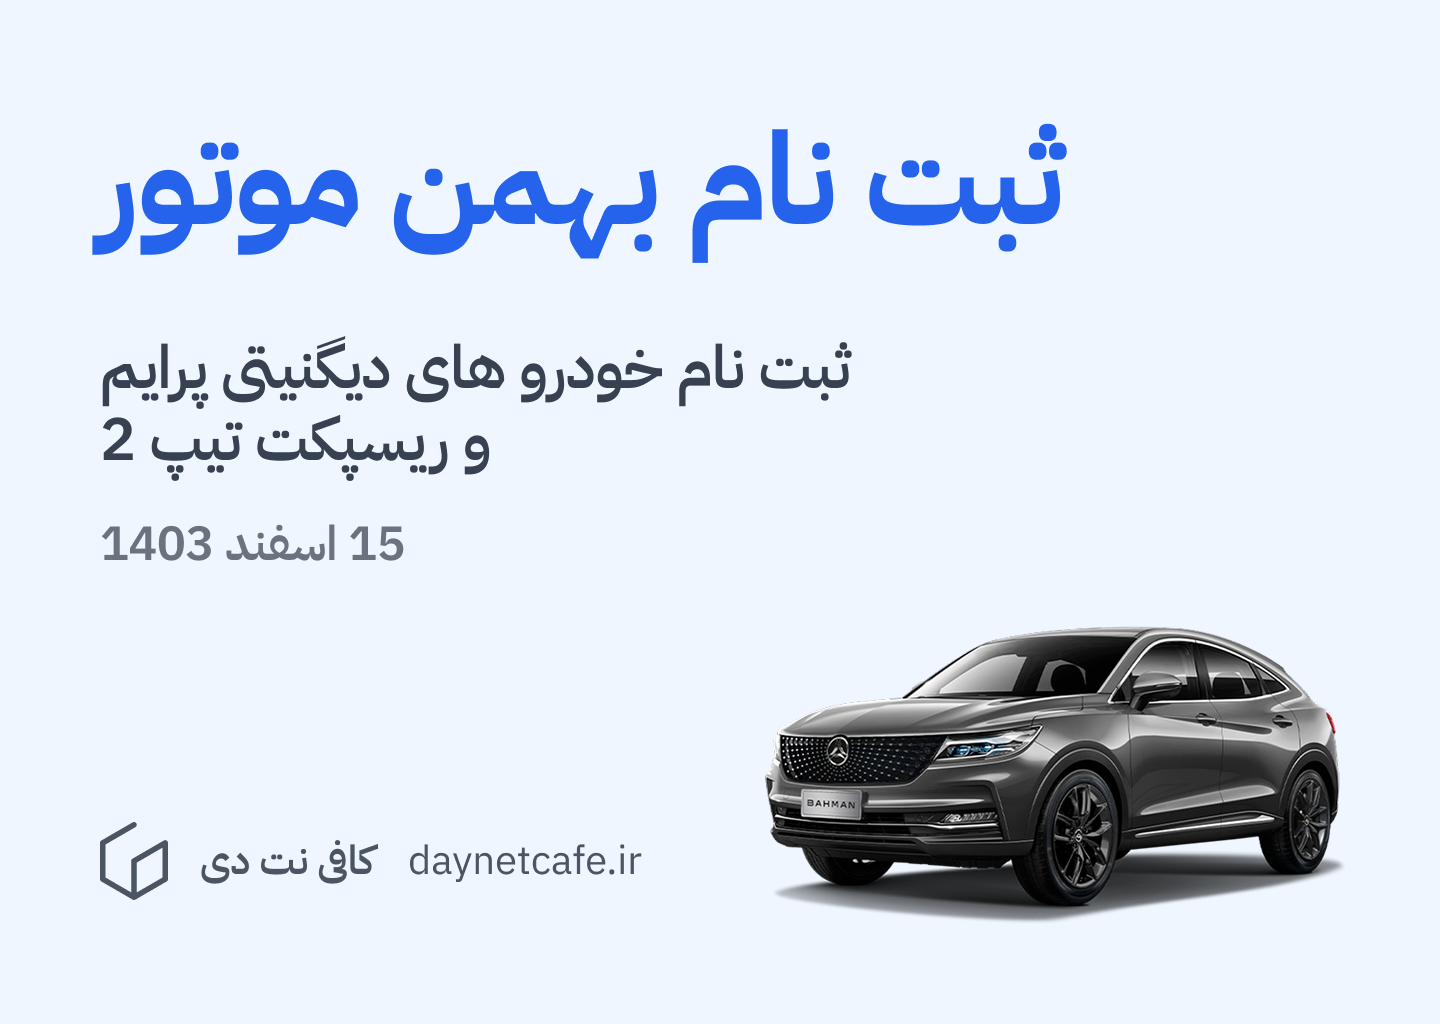 ثبت نام بهمن موتور
ثبت نام خودرو های دیگنیتی پرایم
و ریسپکت تیپ 2
15 اسفند 1403
BAHMAN
کافی نت دی daynetcafe.ir